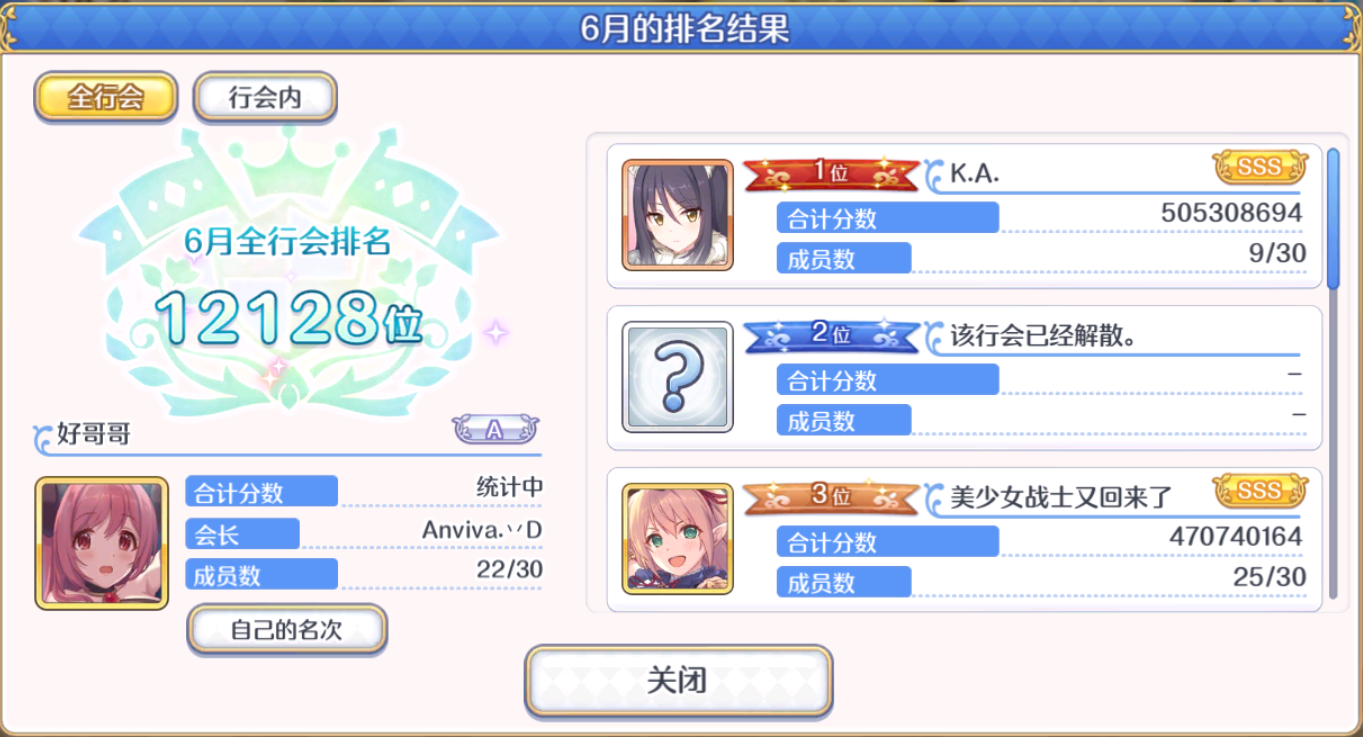 6月的排名结果
全行会
行会内
6月全行会排名
12128位
好哥哥
A
合计分数
统计中
会长
Anviva.丷D
成员数
22/30
自己的名次
1位
K.A.
SSS
合计分数
505308694
成员数
9/30
2位
该行会已经解散。
合计分数
–
成员数
–
3位
美少女战士又回来了
SSS
合计分数
470740164
成员数
25/30
关闭